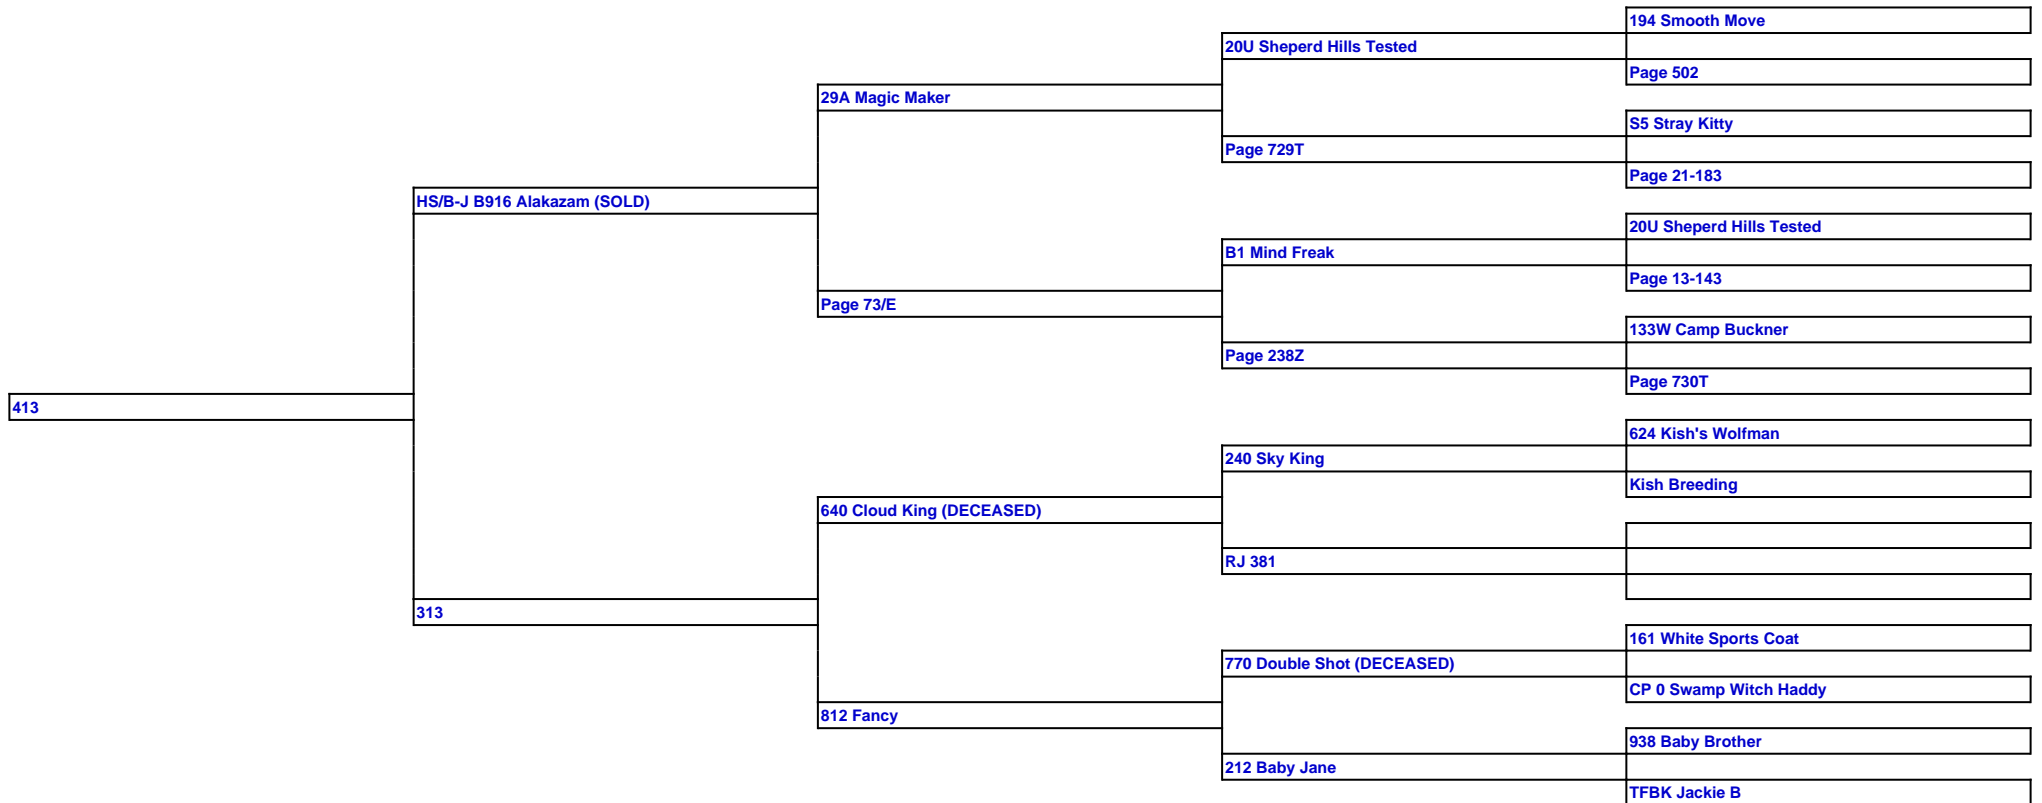 194 Smooth Move
20U Sheperd Hills Tested
Page 502
29A Magic Maker
S5 Stray Kitty
Page 729T
Page 21-183
HS/B-J B916 Alakazam (SOLD)
20U Sheperd Hills Tested
B1 Mind Freak
Page 13-143
Page 73/E
133W Camp Buckner
Page 238Z
Page 730T
413
624 Kish's Wolfman
240 Sky King
Kish Breeding
640 Cloud King (DECEASED)
RJ 381
313
161 White Sports Coat
770 Double Shot (DECEASED)
CP 0 Swamp Witch Haddy
812 Fancy
938 Baby Brother
212 Baby Jane
TFBK Jackie B